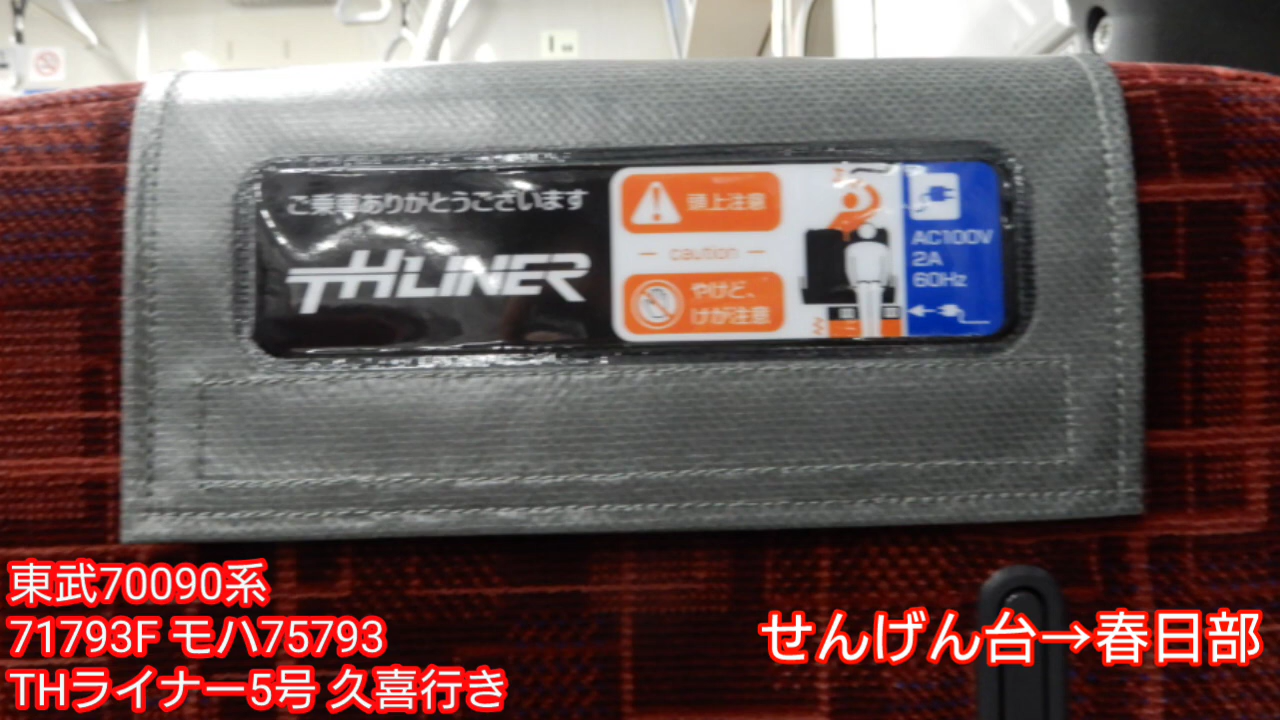 ご乗車ありがとうございます
THLINER
頭上注意
caution
やけど、
けが注意
AC100V
2A
60Hz
東武70090系
71793F モハ75793
THライナー5号 久喜行き
せんげん台→春日部